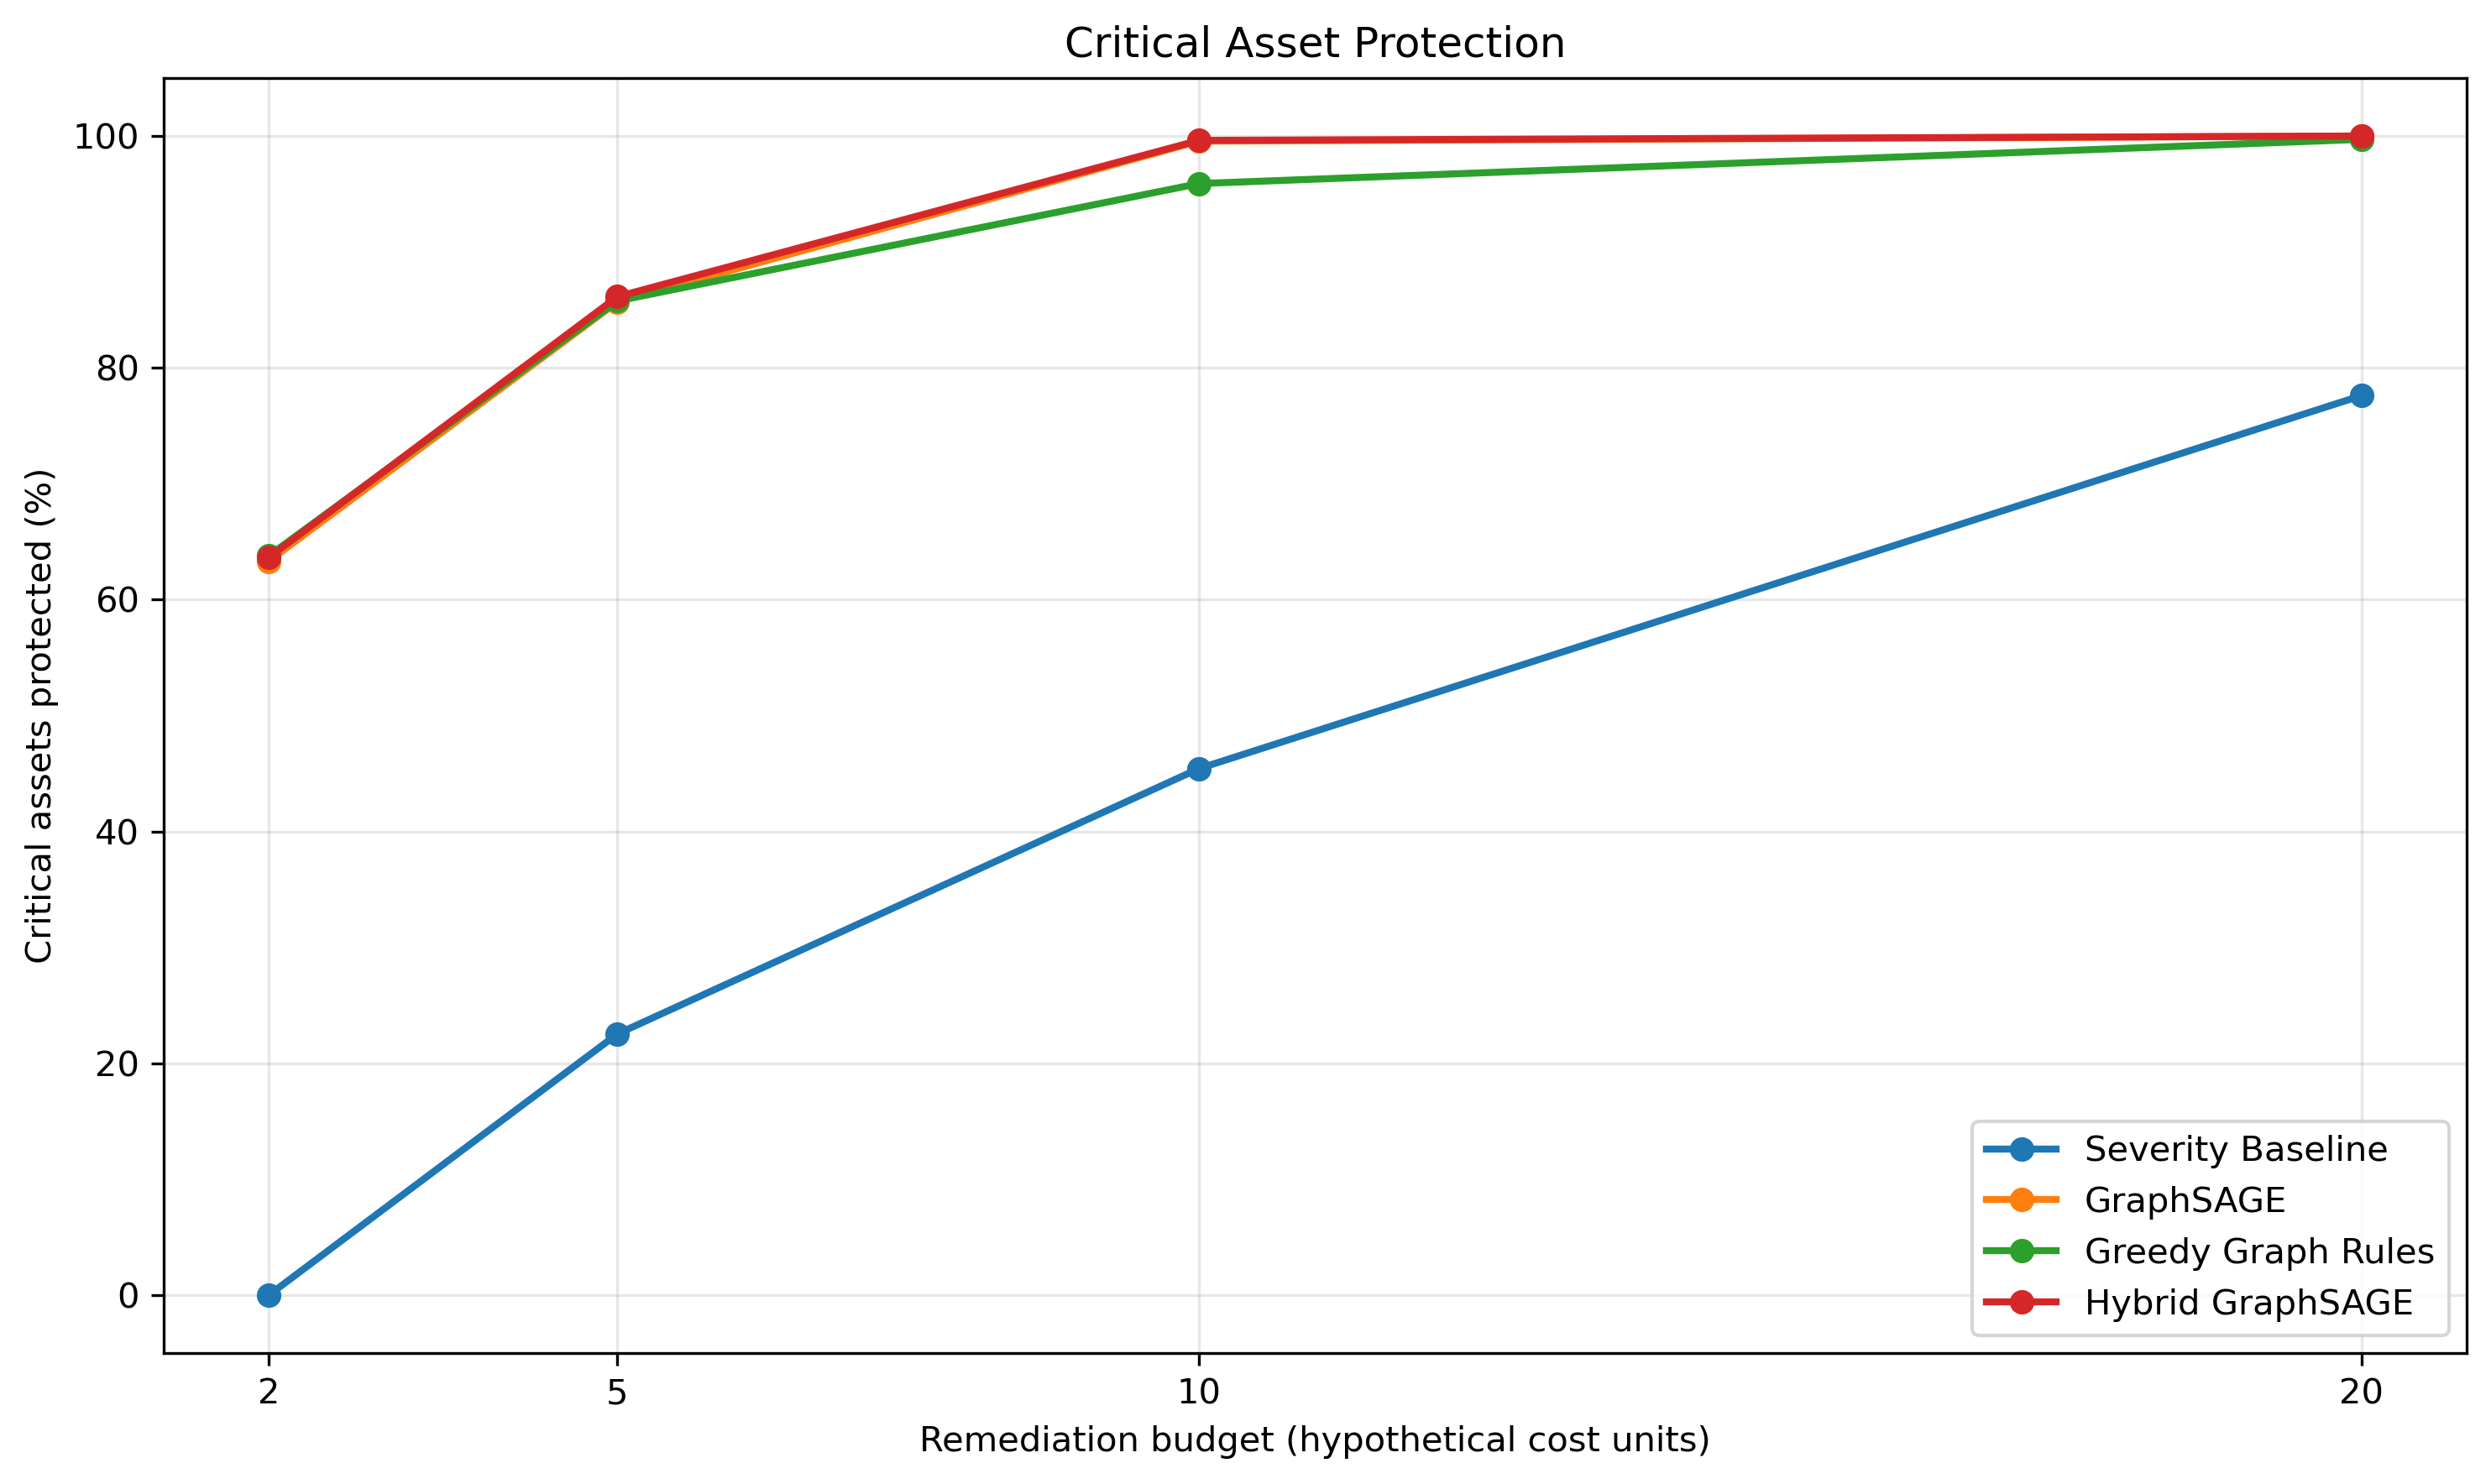 Critical Asset Protection
Critical assets protected (%)
100
80
60
40
20
0
2 5 10 20
Remediation budget (hypothetical cost units)
Severity Baseline
GraphSAGE
Greedy Graph Rules
Hybrid GraphSAGE